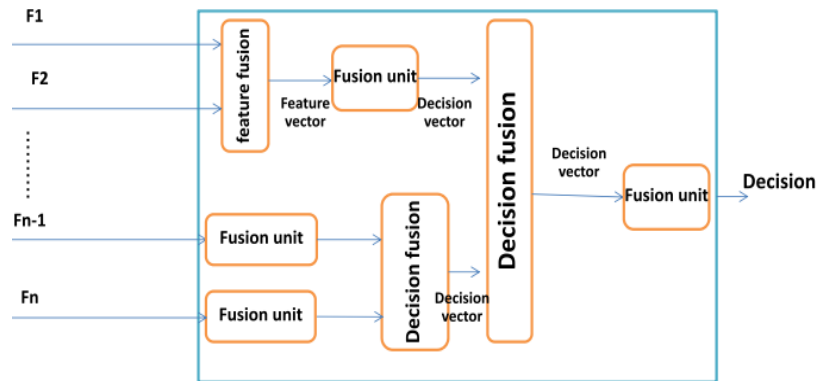 F1
F2
Fn-1
Fn
feature fusion
Feature
vector
Fusion unit
Decision
vector
Fusion unit
Fusion unit
Decision fusion
Decision
vector
Decision fusion
Decision
vector
Fusion unit
Decision